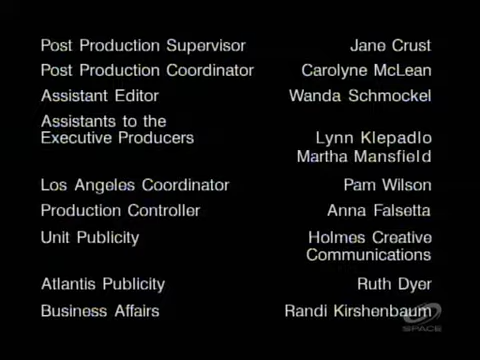 Post Production Supervisor Jane Crust
Post Production Coordinator Carolyne McLean
Assistant Editor Wanda Schmockel
Assistants to the
Executive Producers Lynn Klepadlo
Martha Mansfield
Los Angeles Coordinator Pam Wilson
Production Controller Anna Falsetta
Unit Publicity Holmes Creative
Communications
Atlantis Publicity Ruth Dyer
Business Affairs Randi Kirshenbaum
SPACE